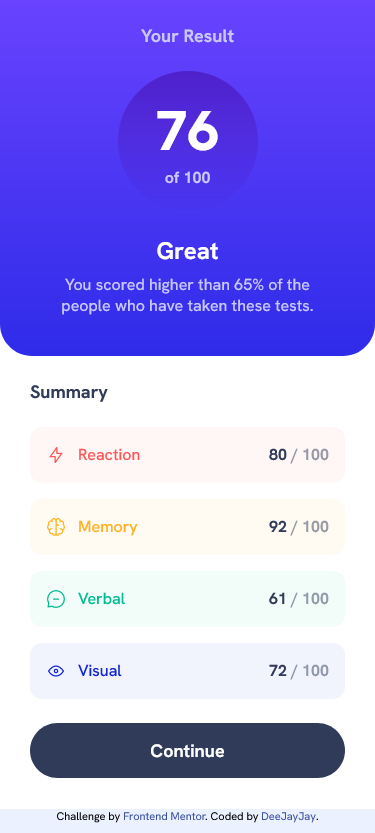 Your Result
76
of 100
Great
You scored higher than 65% of the
people who have taken these tests.
Summary
Reaction 80 / 100
Memory 92 / 100
Verbal 61 / 100
Visual 72 / 100
Continue
Challenge by Frontend Mentor. Coded by DeeJayJay.